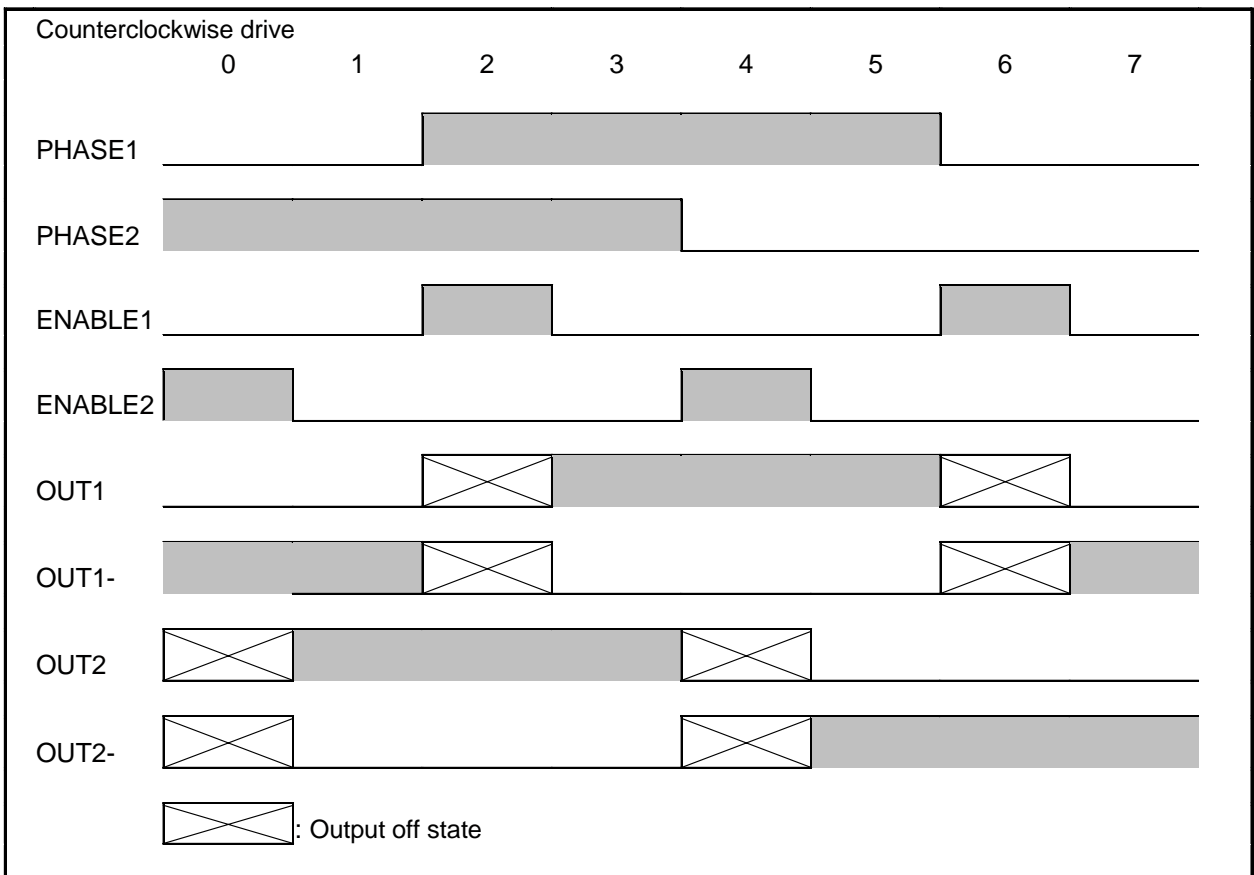 Counterclockwise drive
0 1 2 3 4 5 6 7
PHASE1
PHASE2
ENABLE1
ENABLE2
OUT1
OUT1-
OUT2
OUT2-
: Output off state